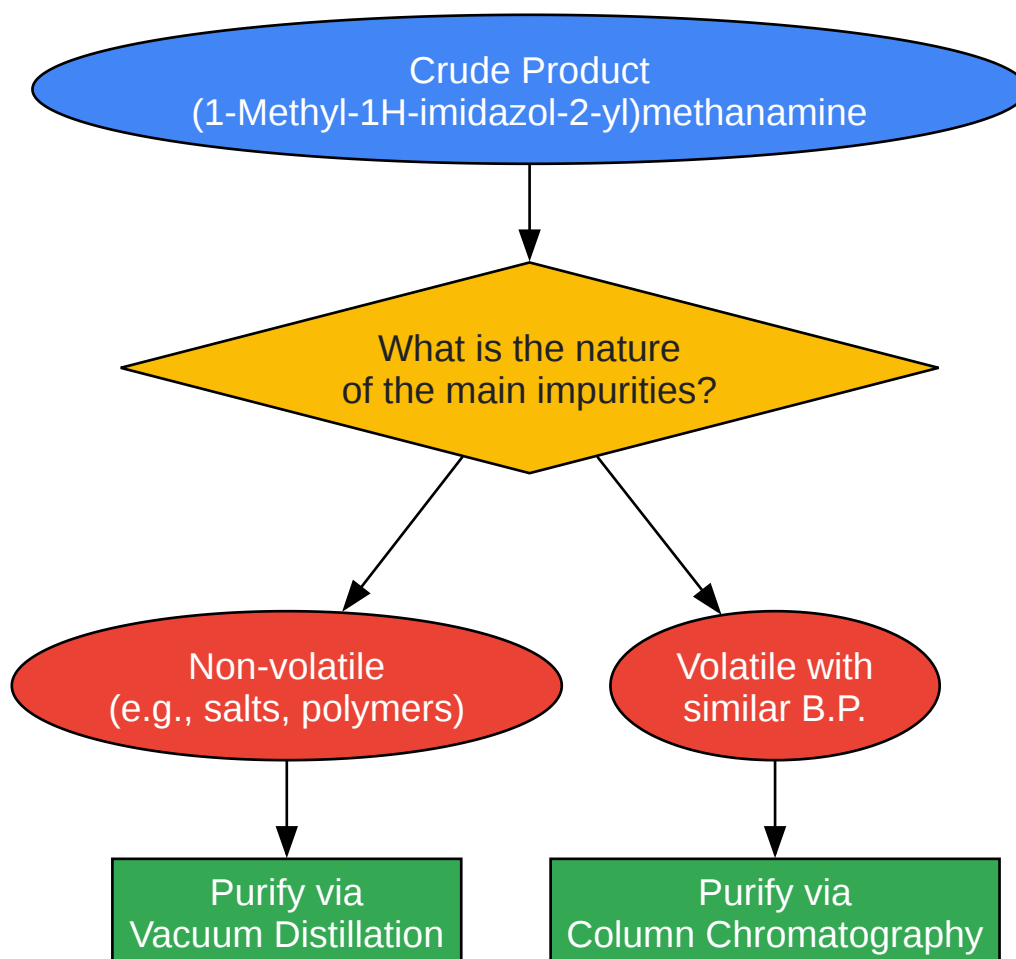 Crude Product
(1-Methyl-1H-imidazol-2-yl)methanamine
What is the nature
of the main impurities?
Non-volatile
(e.g., salts, polymers)
Volatile with
similar B.P.
Purify via
Vacuum Distillation
Purify via
Column Chromatography